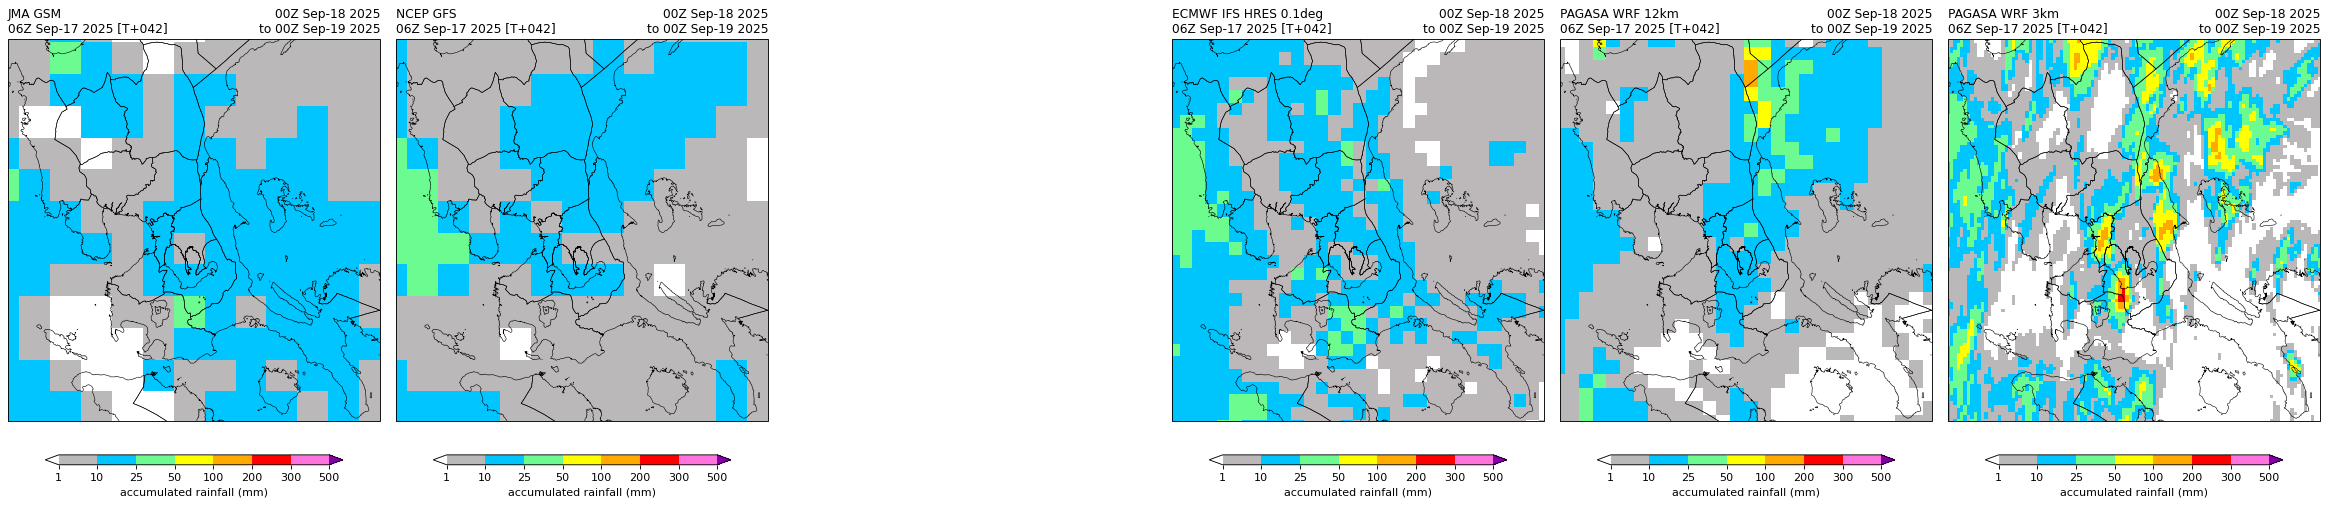 JMA GSM 00Z Sep-18 2025
06Z Sep-17 2025 [T+042] to 00Z Sep-19 2025
1 10 25 50 100 200 300 500
accumulated rainfall (mm)
NCEP GFS 00Z Sep-18 2025
06Z Sep-17 2025 [T+042] to 00Z Sep-19 2025
1 10 25 50 100 200 300 500
accumulated rainfall (mm)
ECMWF IFS HRES 0.1deg 00Z Sep-18 2025
06Z Sep-17 2025 [T+042] to 00Z Sep-19 2025
1 10 25 50 100 200 300 500
accumulated rainfall (mm)
PAGASA WRF 12km 00Z Sep-18 2025
06Z Sep-17 2025 [T+042] to 00Z Sep-19 2025
1 10 25 50 100 200 300 500
accumulated rainfall (mm)
PAGASA WRF 3km 00Z Sep-18 2025
06Z Sep-17 2025 [T+042] to 00Z Sep-19 2025
1 10 25 50 100 200 300 500
accumulated rainfall (mm)